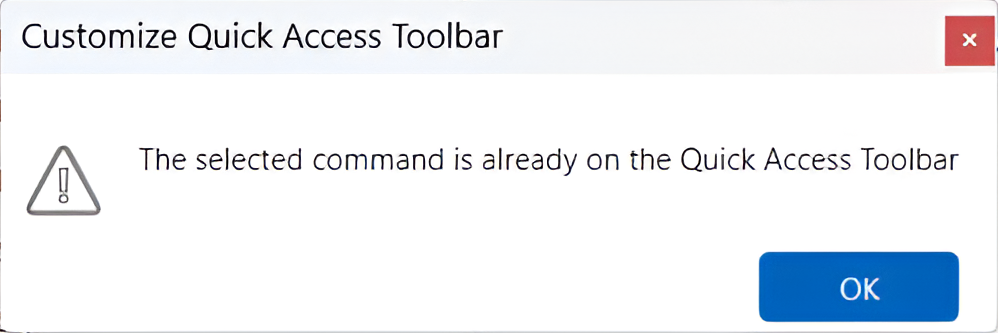 Customize Quick Access Toolbar
The selected command is already on the Quick Access Toolbar
OK